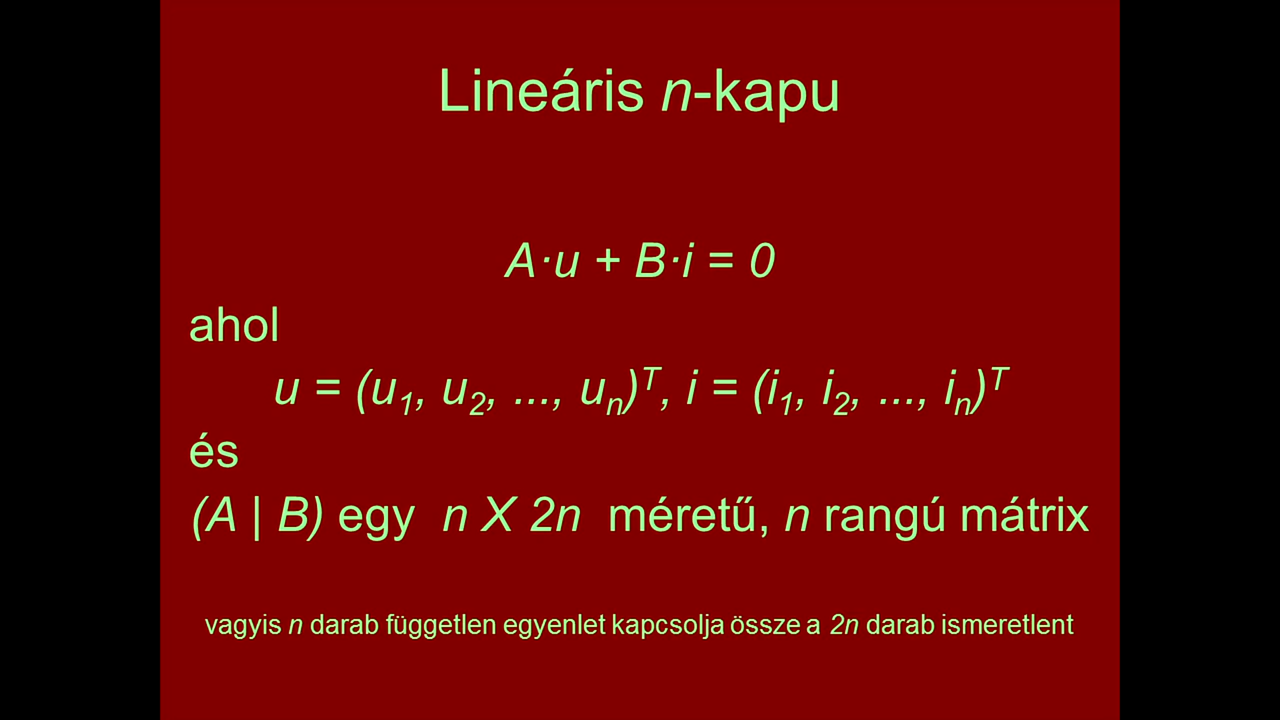 Lineáris n-kapu
A·u + B·i = 0
ahol
u = (u₁, u₂, ..., uₙ)ᵀ, i = (i₁, i₂, ..., iₙ)ᵀ
és
(A | B) egy n X 2n méretű, n rangú mátrix
vagyis n darab független egyenlet kapcsolja össze a 2n darab ismeretlent